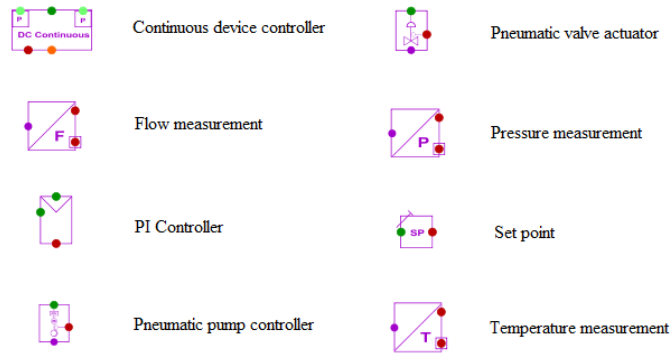 P P
DC Continuous
Continuous device controller
Pneumatic valve actuator
F
Flow measurement
P
Pressure measurement
PI Controller
SP
Set point
Pneumatic pump controller
T
Temperature measurement